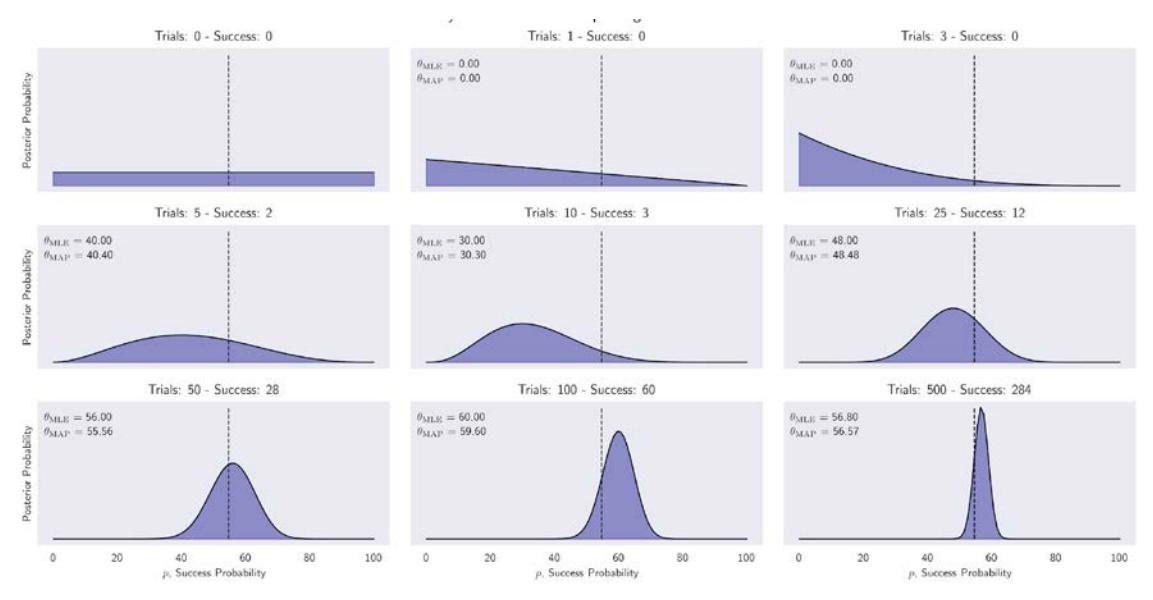 Trials: 0 - Success: 0
Trials: 1 - Success: 0
Trials: 3 - Success: 0
Posterior Probability
θMLE = 0.00
θMAP = 0.00
θMLE = 0.00
θMAP = 0.00
Trials: 5 - Success: 2
Trials: 10 - Success: 3
Trials: 25 - Success: 12
Posterior Probability
θMLE = 40.00
θMAP = 40.40
θMLE = 30.00
θMAP = 30.30
θMLE = 48.00
θMAP = 48.48
Trials: 50 - Success: 28
Trials: 100 - Success: 60
Trials: 500 - Success: 284
Posterior Probability
θMLE = 56.00
θMAP = 55.56
θMLE = 60.00
θMAP = 59.60
θMLE = 56.80
θMAP = 56.57
0 20 40 60 80 100
0 20 40 60 80 100
0 20 40 60 80 100
p, Success Probability
p, Success Probability
p, Success Probability